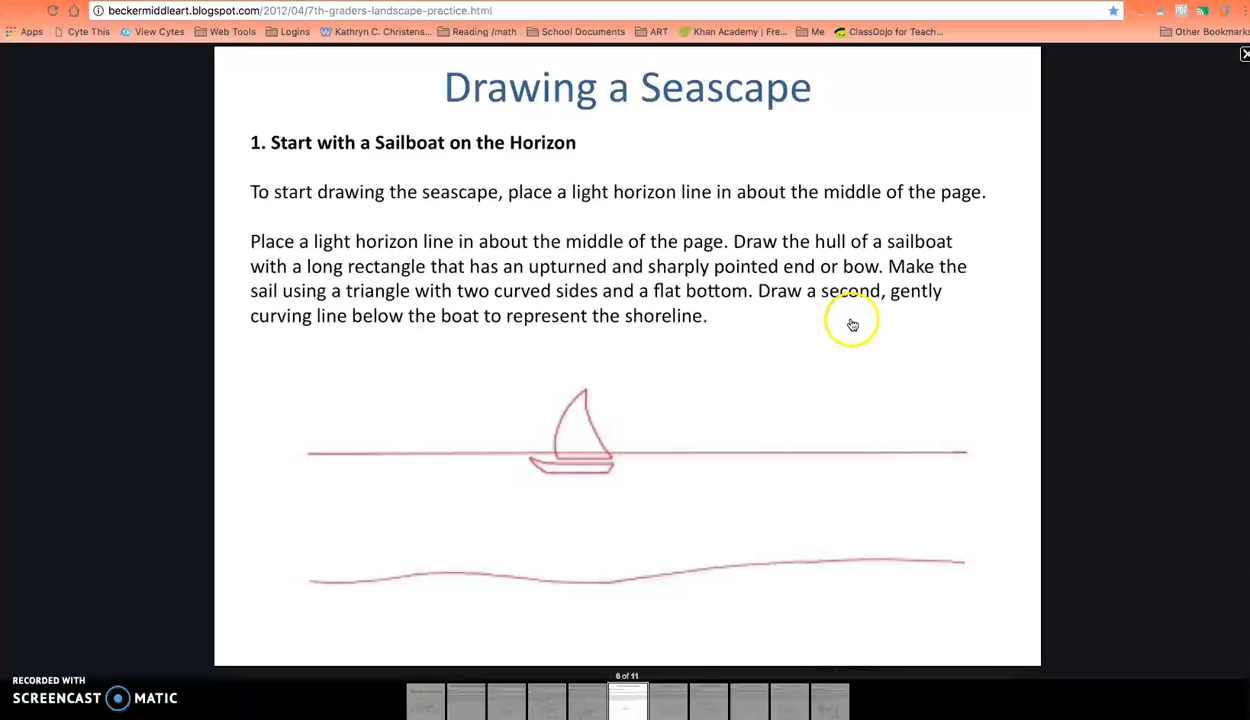 beckermiddleart.blogspot.com/2012/04/7th-graders-landscape-practice.html
Apps Cyte This View Cytes Web Tools Logins Kathryn C. Christens... Reading /math School Documents ART Khan Academy | Fre... Me ClassDojo for Teach... Other Bookmarks
Drawing a Seascape
1. Start with a Sailboat on the Horizon
To start drawing the seascape, place a light horizon line in about the middle of the page.
Place a light horizon line in about the middle of the page. Draw the hull of a sailboat
with a long rectangle that has an upturned and sharply pointed end or bow. Make the
sail using a triangle with two curved sides and a flat bottom. Draw a second, gently
curving line below the boat to represent the shoreline.
6 of 11
RECORDED WITH
SCREENCAST MATIC